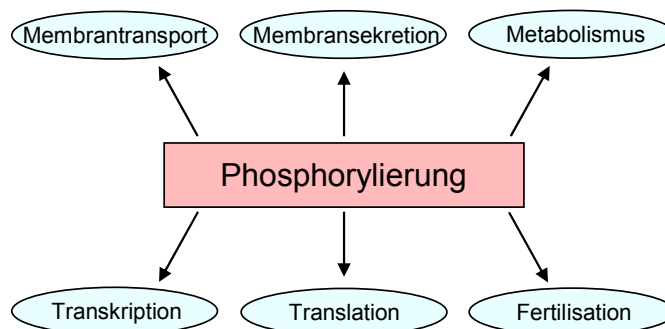 Membrantransport
Membransekretion
Metabolismus
Phosphorylierung
Transkription
Translation
Fertilisation